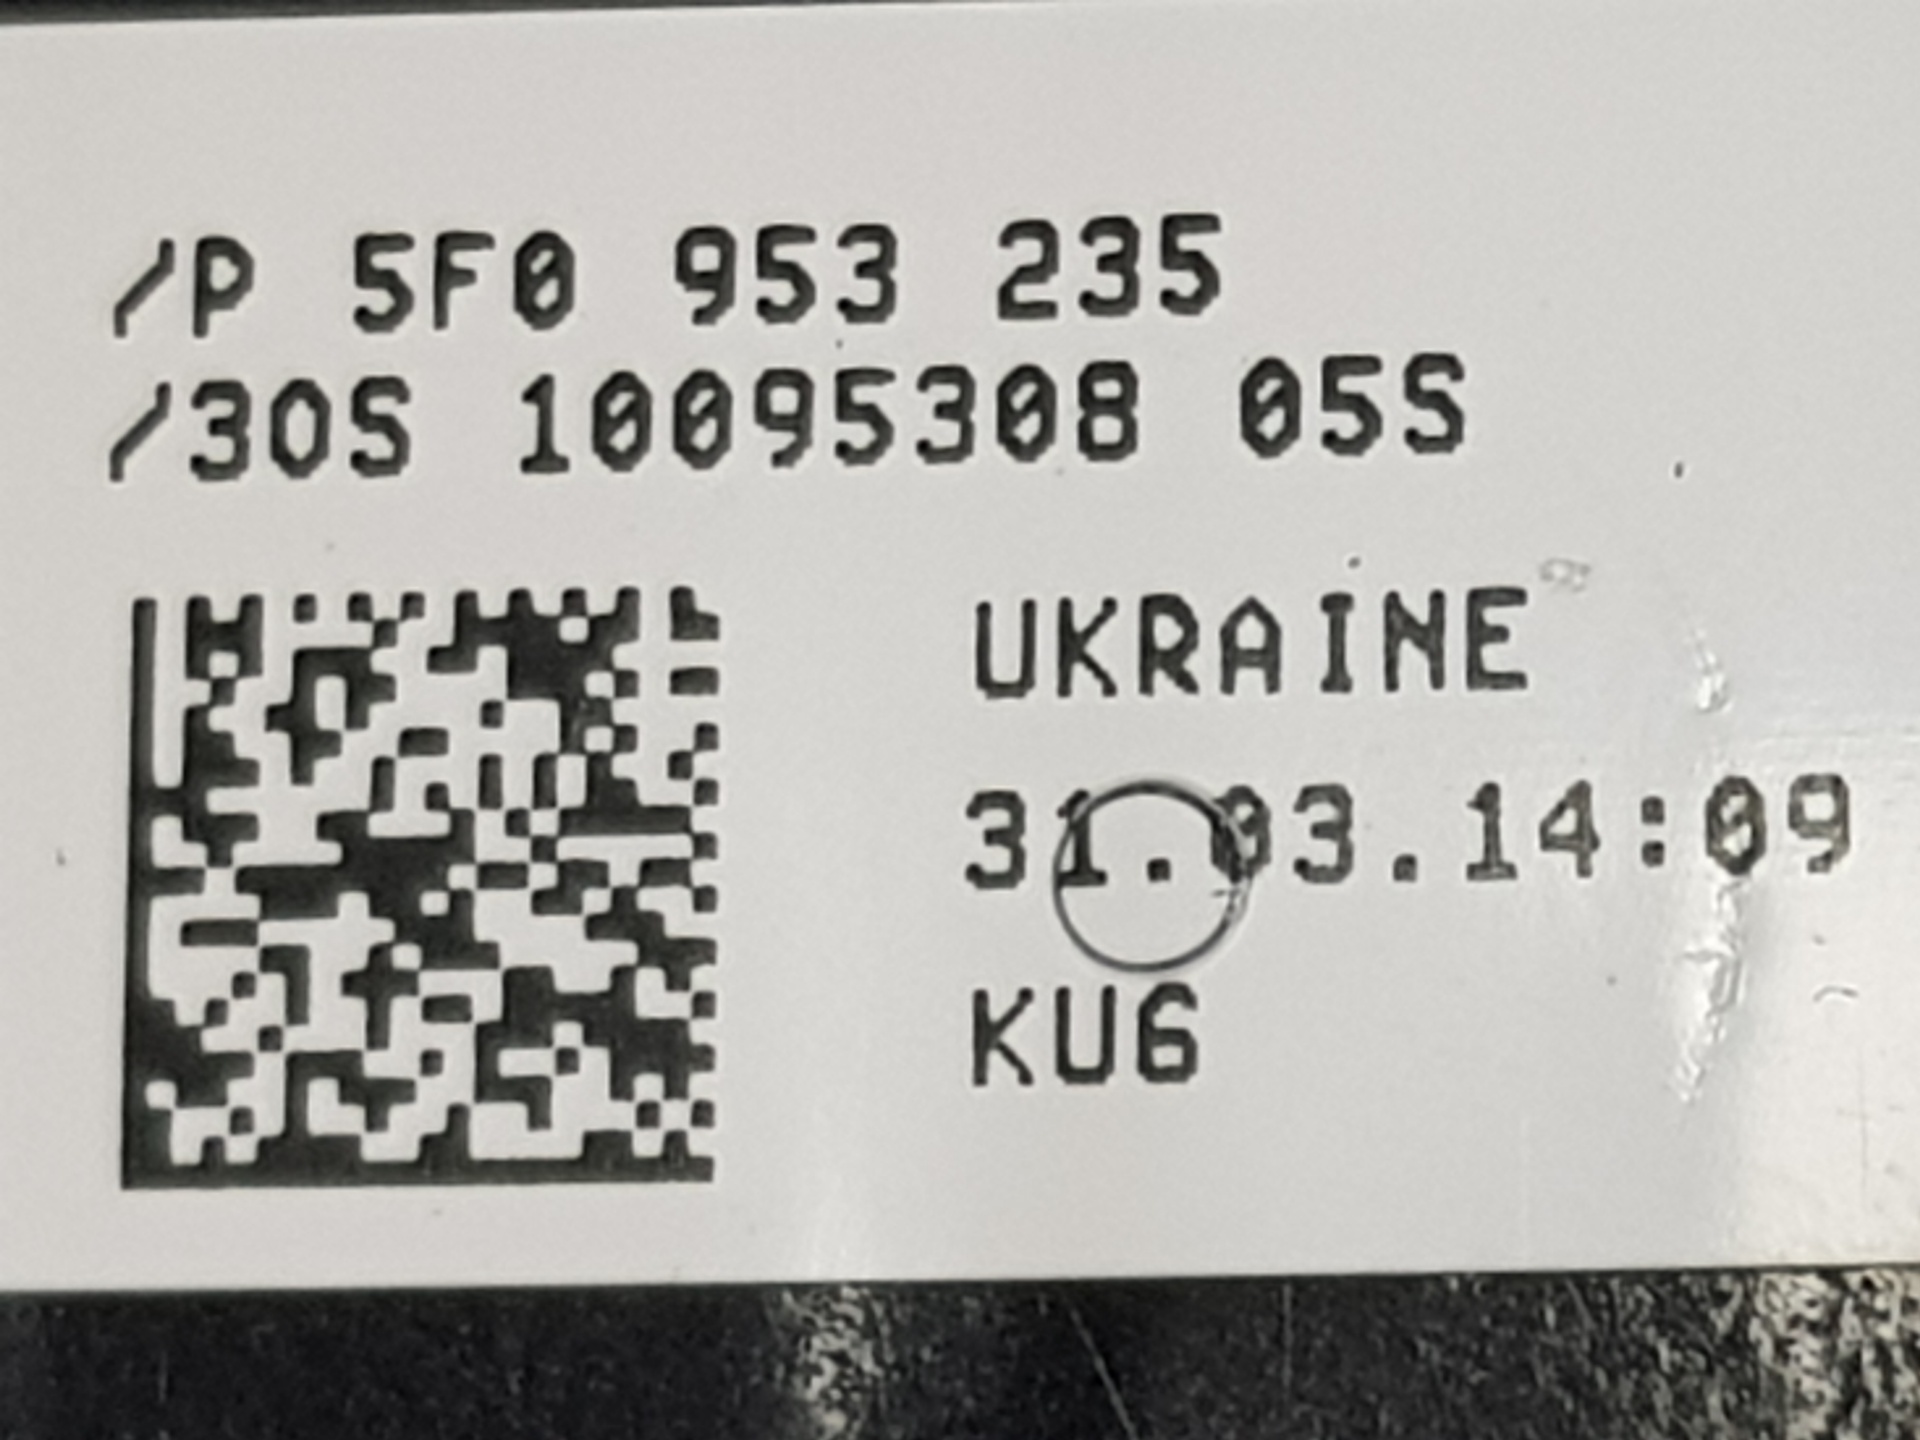 /P 5F0 953 235
/30S 10095308 05S
UKRAINE
31.03.14:09
KU6